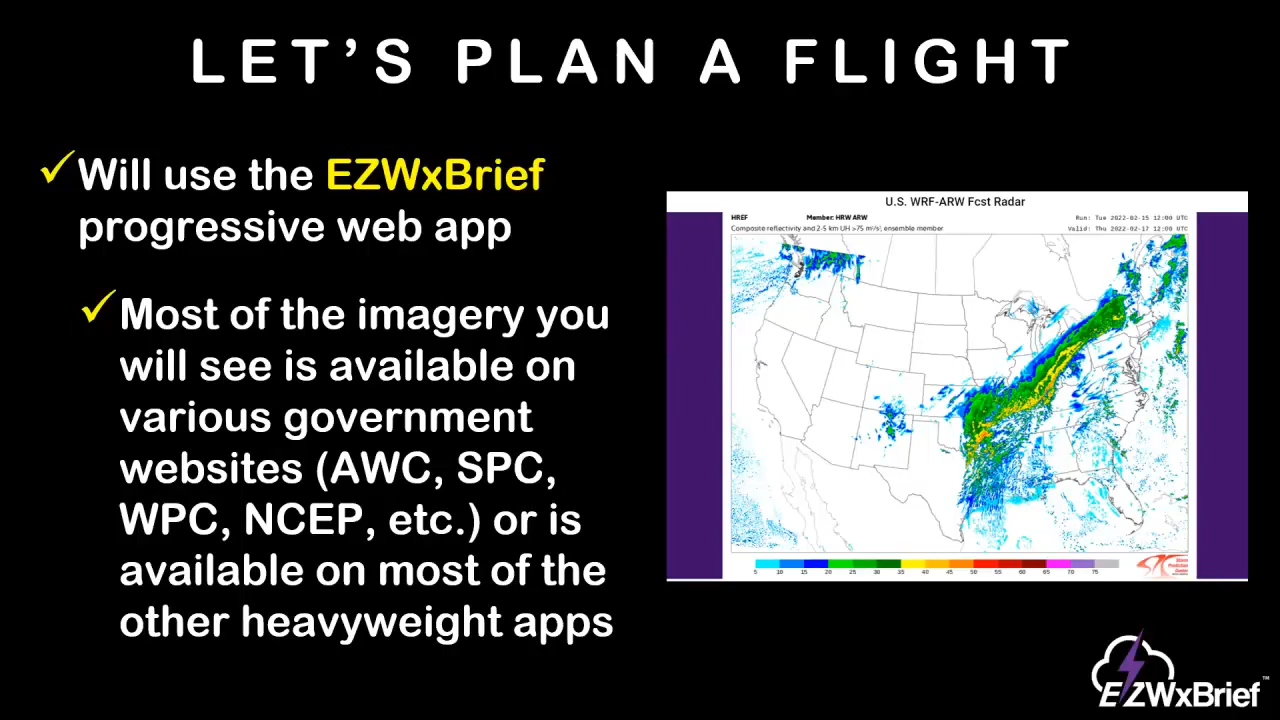 LET'S PLAN A FLIGHT
✓Will use the EZWxBrief
progressive web app
✓Most of the imagery you
will see is available on
various government
websites (AWC, SPC,
WPC, NCEP, etc.) or is
available on most of the
other heavyweight apps
U.S. WRF-ARW Fcst Radar
HREF Member: HRW ARW Run: Tue 2022-02-15 12:00 UTC
Composite reflectivity and 2-5 km UH >75 m²/s², ensemble member Valid: Thu 2022-02-17 12:00 UTC
5 10 15 20 25 30 35 40 45 50 55 60 65 70 75
Storm
Prediction
Center
EZWxBrief™